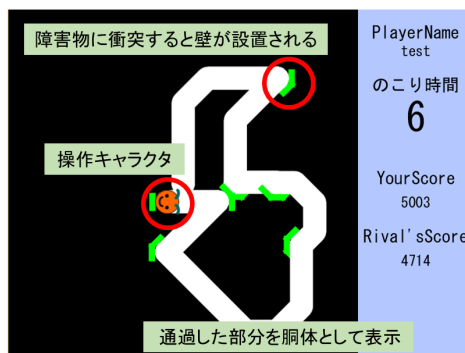 障害物に衝突すると壁が設置される
PlayerName
test
のこり時間
6
操作キャラクタ
YourScore
5003
Rival'sScore
4714
通過した部分を胴体として表示